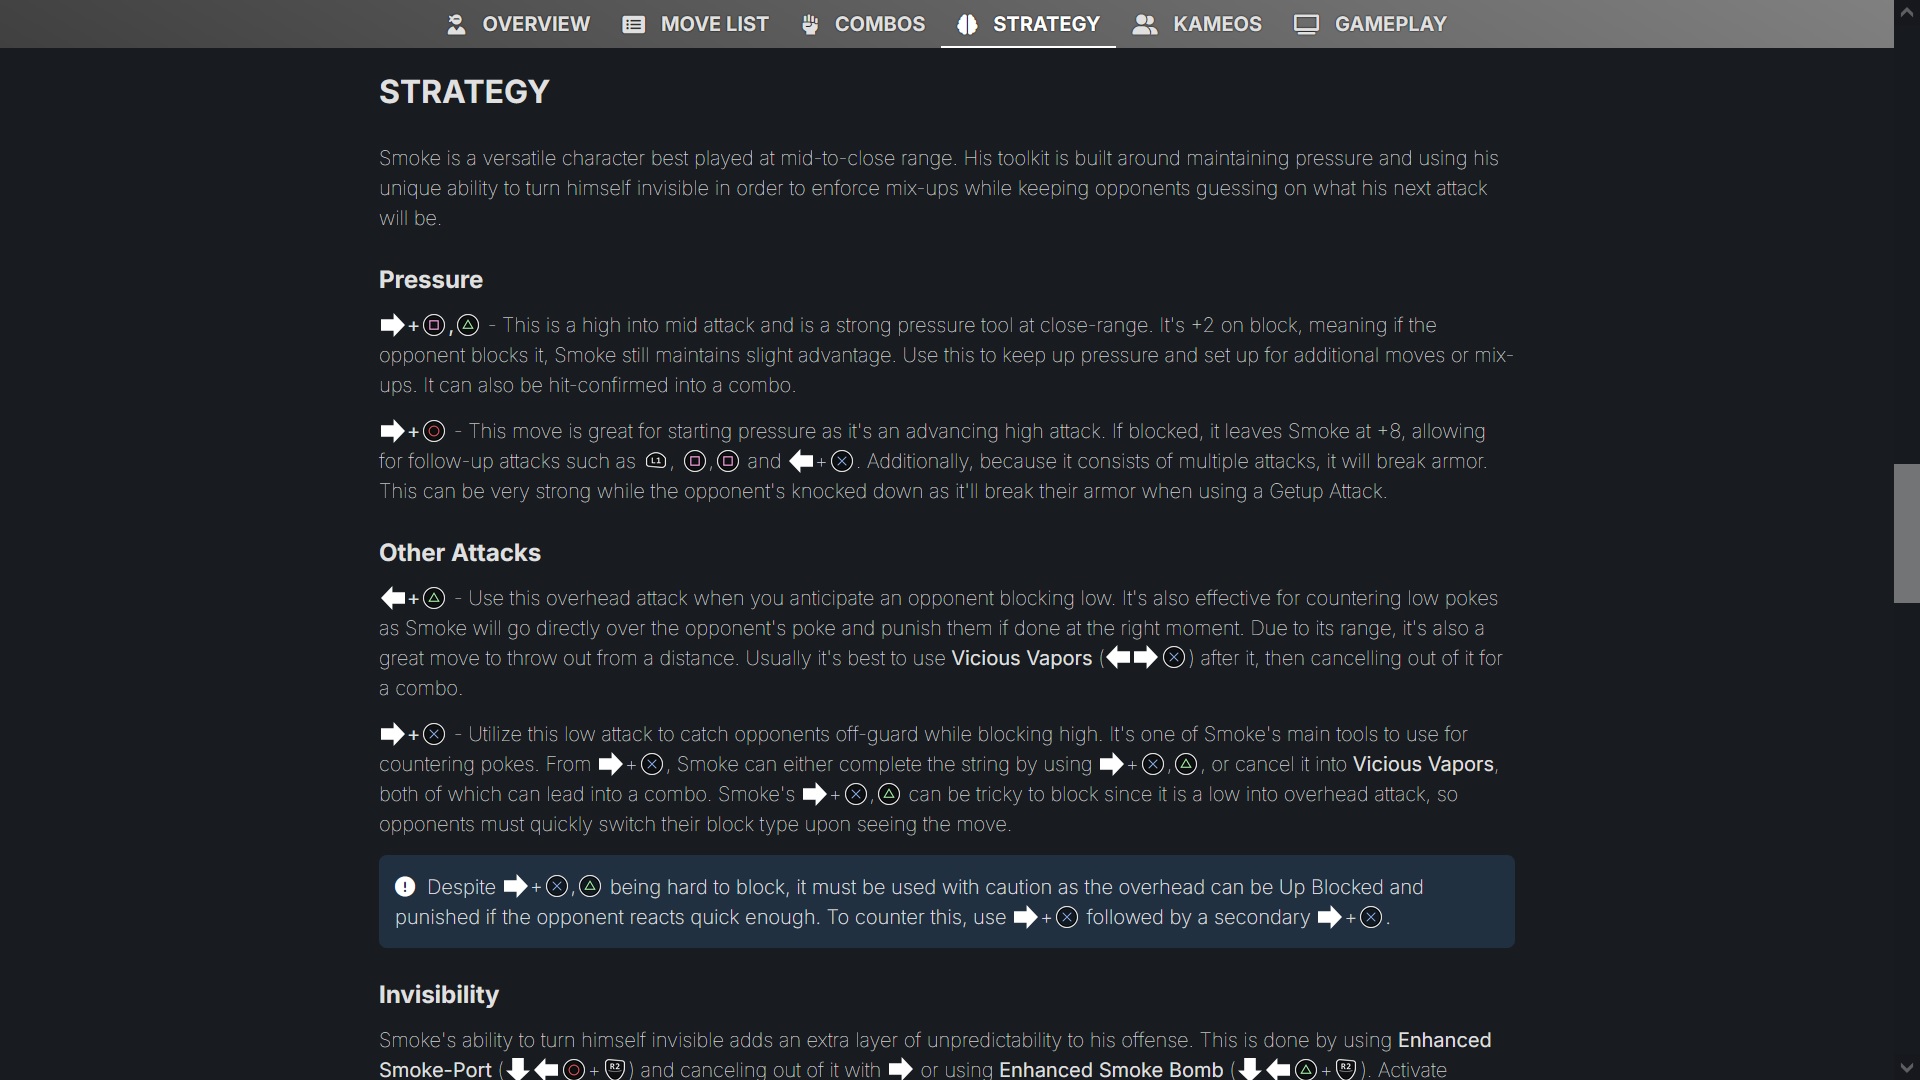 OVERVIEW MOVE LIST COMBOS STRATEGY KAMEOS GAMEPLAY
STRATEGY
Smoke is a versatile character best played at mid-to-close range. His toolkit is built around maintaining pressure and using his
unique ability to turn himself invisible in order to enforce mix-ups while keeping opponents guessing on what his next attack
will be.
Pressure
+ , - This is a high into mid attack and is a strong pressure tool at close-range. It's +2 on block, meaning if the
opponent blocks it, Smoke still maintains slight advantage. Use this to keep up pressure and set up for additional moves or mix-
ups. It can also be hit-confirmed into a combo.
+ - This move is great for starting pressure as it's an advancing high attack. If blocked, it leaves Smoke at +8, allowing
for follow-up attacks such as L1, , and + . Additionally, because it consists of multiple attacks, it will break armor.
This can be very strong while the opponent's knocked down as it'll break their armor when using a Getup Attack.
Other Attacks
+ - Use this overhead attack when you anticipate an opponent blocking low. It's also effective for countering low pokes
as Smoke will go directly over the opponent's poke and punish them if done at the right moment. Due to its range, it's also a
great move to throw out from a distance. Usually it's best to use Vicious Vapors ( ) after it, then cancelling out of it for
a combo.
+ - Utilize this low attack to catch opponents off-guard while blocking high. It's one of Smoke's main tools to use for
countering pokes. From + , Smoke can either complete the string by using + , , or cancel it into Vicious Vapors,
both of which can lead into a combo. Smoke's + , can be tricky to block since it is a low into overhead attack, so
opponents must quickly switch their block type upon seeing the move.
Despite + , being hard to block, it must be used with caution as the overhead can be Up Blocked and
punished if the opponent reacts quick enough. To counter this, use + followed by a secondary + .
Invisibility
Smoke's ability to turn himself invisible adds an extra layer of unpredictability to his offense. This is done by using Enhanced
Smoke-Port ( + R2) and canceling out of it with or using Enhanced Smoke Bomb ( + R2). Activate